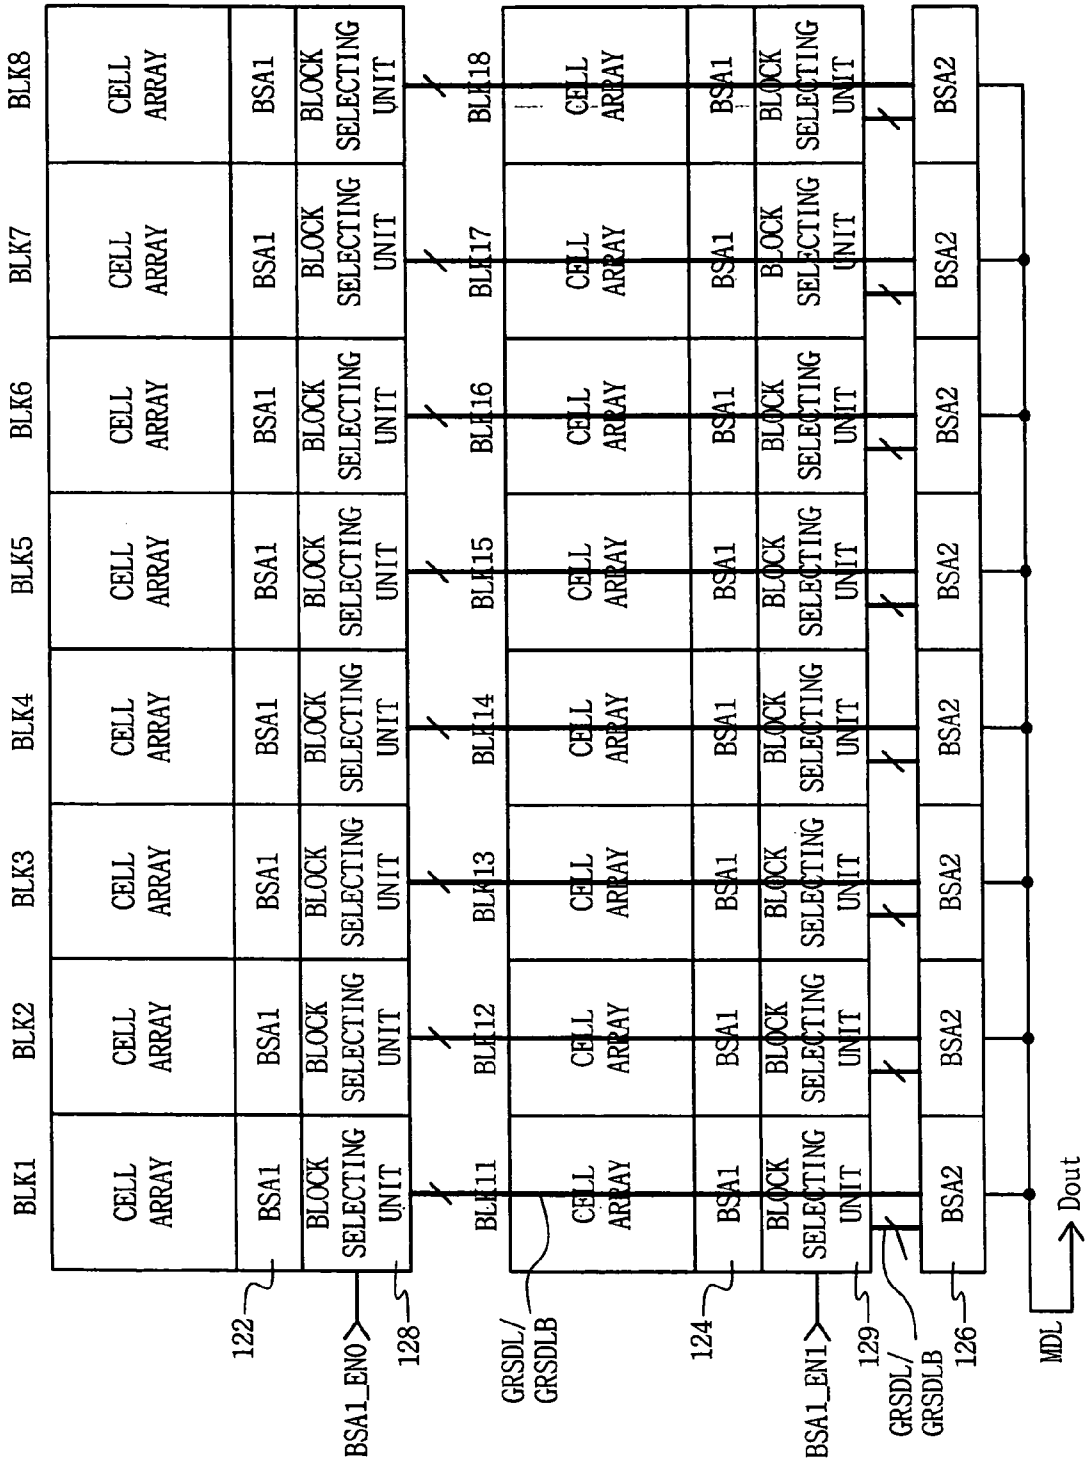 BLK1 BLK2 BLK3 BLK4 BLK5 BLK6 BLK7 BLK8
CELL CELL CELL CELL CELL CELL CELL CELL
ARRAY ARRAY ARRAY ARRAY ARRAY ARRAY ARRAY ARRAY
122 BSA1 BSA1 BSA1 BSA1 BSA1 BSA1 BSA1 BSA1
BLOCK BLOCK BLOCK BLOCK BLOCK BLOCK BLOCK BLOCK
BSA1_EN0 SELECTING SELECTING SELECTING SELECTING SELECTING SELECTING SELECTING SELECTING
UNIT UNIT UNIT UNIT UNIT UNIT UNIT UNIT
128
BLK11 BLK12 BLK13 BLK14 BLK15 BLK16 BLK17 BLK18
GRSDL/
GRSDLB
CELL CELL CELL CELL CELL CELL CELL CELL
ARRAY ARRAY ARRAY ARRAY ARRAY ARRAY ARRAY ARRAY
124 BSA1 BSA1 BSA1 BSA1 BSA1 BSA1 BSA1 BSA1
BLOCK BLOCK BLOCK BLOCK BLOCK BLOCK BLOCK BLOCK
BSA1_EN1 SELECTING SELECTING SELECTING SELECTING SELECTING SELECTING SELECTING SELECTING
UNIT UNIT UNIT UNIT UNIT UNIT UNIT UNIT
129
GRSDL/
GRSDLB
126 BSA2 BSA2 BSA2 BSA2 BSA2 BSA2 BSA2 BSA2
MDL
Dout